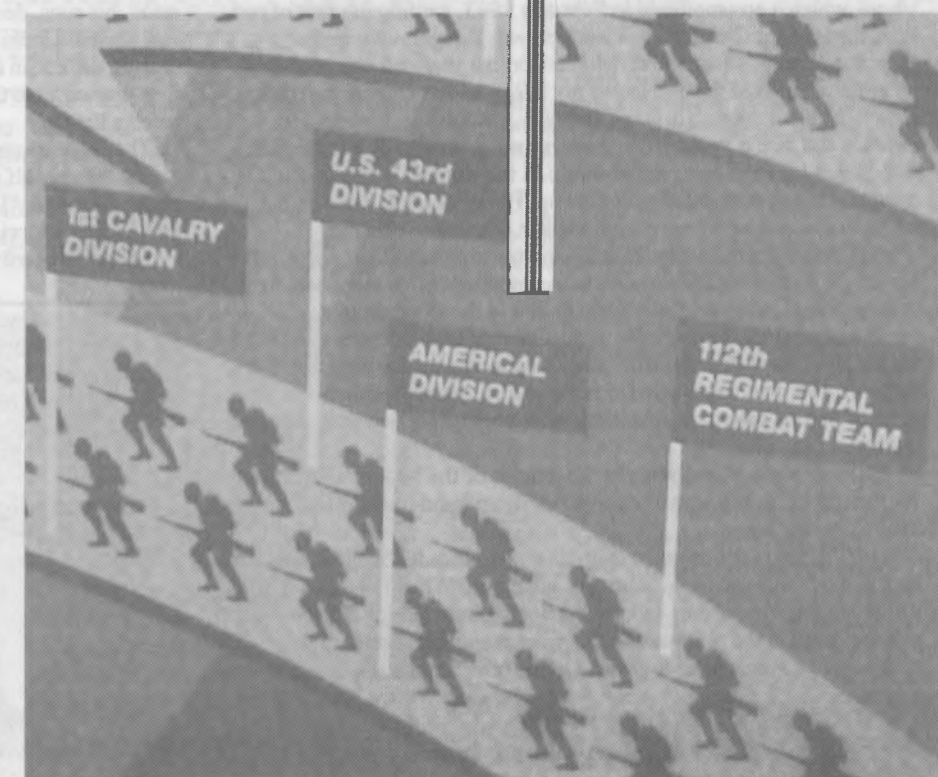 U.S. 43rd
DIVISION
1st CAVALRY
DIVISION
AMERICAL
DIVISION
112th
REGIMENTAL
COMBAT TEAM